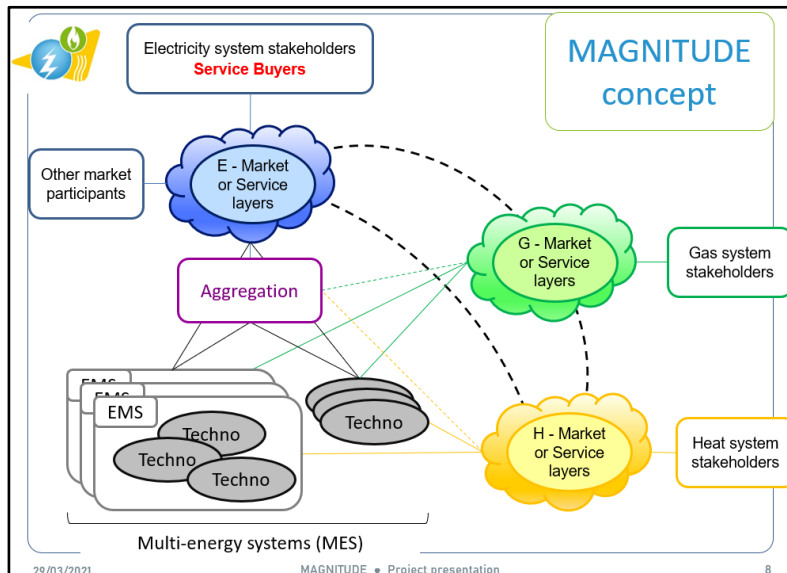 Electricity system stakeholders
Service Buyers
MAGNITUDE
concept
E - Market
or Service
layers
Other market
participants
G - Market
or Service
layers
Gas system
stakeholders
Aggregation
EMS
EMS
EMS
Techno
Techno
Techno
Techno
H - Market
or Service
layers
Heat system
stakeholders
Multi-energy systems (MES)
29/03/2021
MAGNITUDE • Project presentation
8